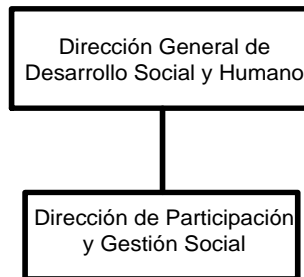 Dirección General de
Desarrollo Social y Humano
Dirección de Participación
y Gestión Social